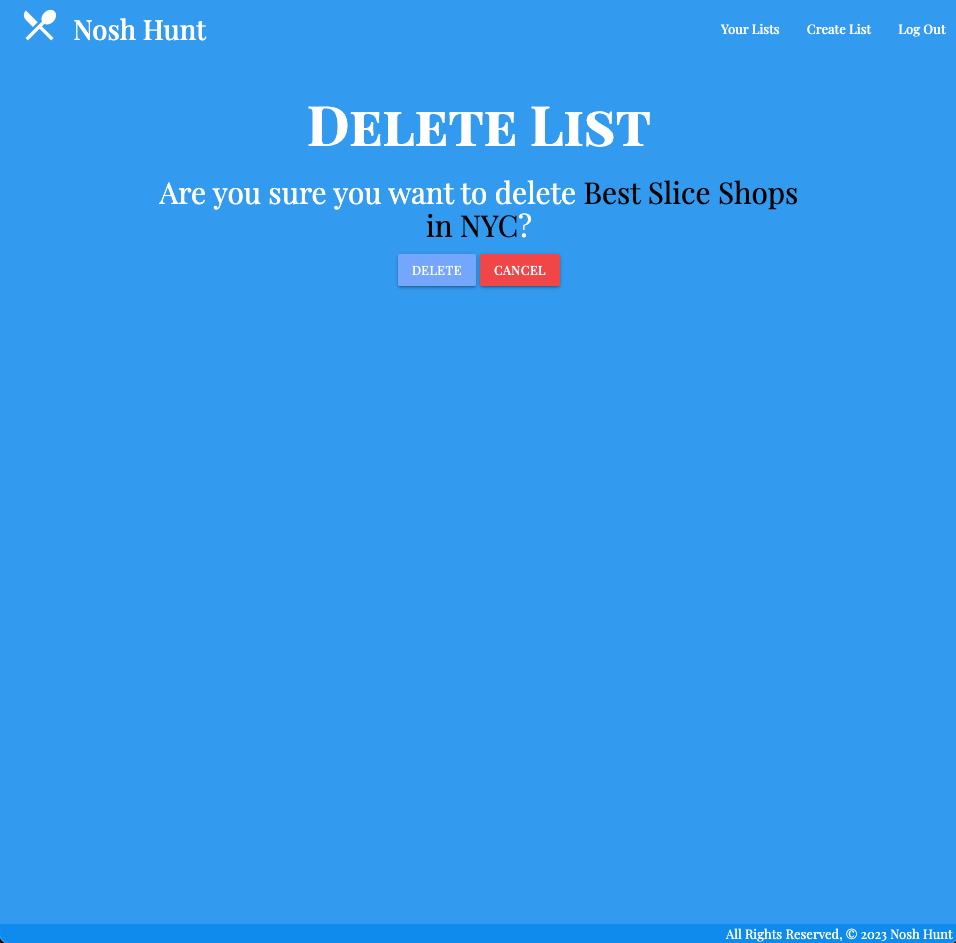 Nosh Hunt
Your Lists
Create List
Log Out
Delete List
Are you sure you want to delete Best Slice Shops
in NYC?
DELETE
CANCEL
All Rights Reserved, © 2023 Nosh Hunt